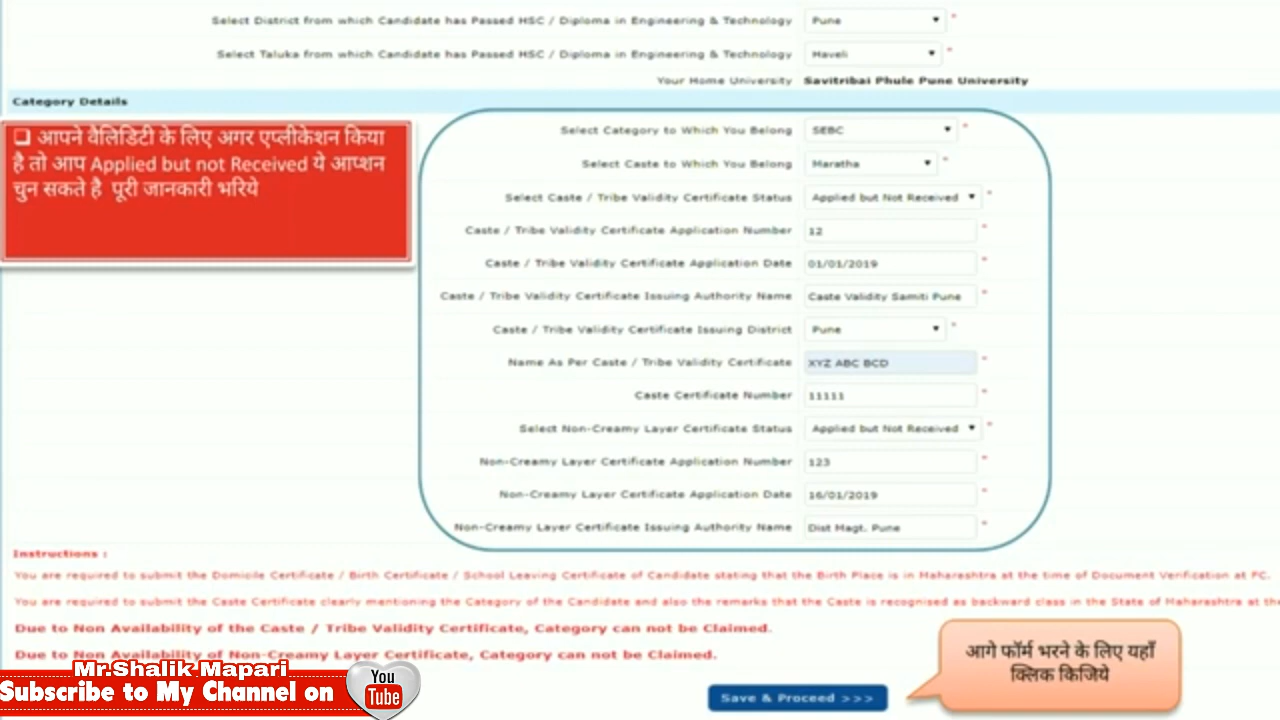 Select District from which Candidate has Passed HSC / Diploma in Engineering & Technology Pune *
Select Taluka from which Candidate has Passed HSC / Diploma in Engineering & Technology Haveli *
Your Home University Savitribai Phule Pune University
Category Details
❑ आपने वैलिडिटी के लिए अगर एप्लीकेशन किया
है तो आप Applied but not Received ये आप्शन
चुन सकते है पूरी जानकारी भरिये
Select Category to Which You Belong SEBC *
Select Caste to Which You Belong Maratha *
Select Caste / Tribe Validity Certificate Status Applied but Not Received *
Caste / Tribe Validity Certificate Application Number 12 *
Caste / Tribe Validity Certificate Application Date 01/01/2019 *
Caste / Tribe Validity Certificate Issuing Authority Name Caste Validity Samiti Pune *
Caste / Tribe Validity Certificate Issuing District Pune *
Name As Per Caste / Tribe Validity Certificate XYZ ABC BCD *
Caste Certificate Number 11111 *
Select Non-Creamy Layer Certificate Status Applied but Not Received *
Non-Creamy Layer Certificate Application Number 123 *
Non-Creamy Layer Certificate Application Date 16/01/2019 *
Non-Creamy Layer Certificate Issuing Authority Name Dist Magt. Pune *
Instructions :
You are required to submit the Domicile Certificate / Birth Certificate / School Leaving Certificate of Candidate stating that the Birth Place is in Maharashtra at the time of Document Verification at FC.
You are required to submit the Caste Certificate clearly mentioning the Category of the Candidate and also the remarks that the Caste is recognised as backward class in the State of Maharashtra at the
Due to Non Availability of the Caste / Tribe Validity Certificate, Category can not be Claimed.
Due to Non Availability of Non-Creamy Layer Certificate, Category can not be Claimed.
आगे फॉर्म भरने के लिए यहाँ
क्लिक किजिये
Save & Proceed >>>
Mr.Shalik Mapari
Subscribe to My Channel on
You
Tube